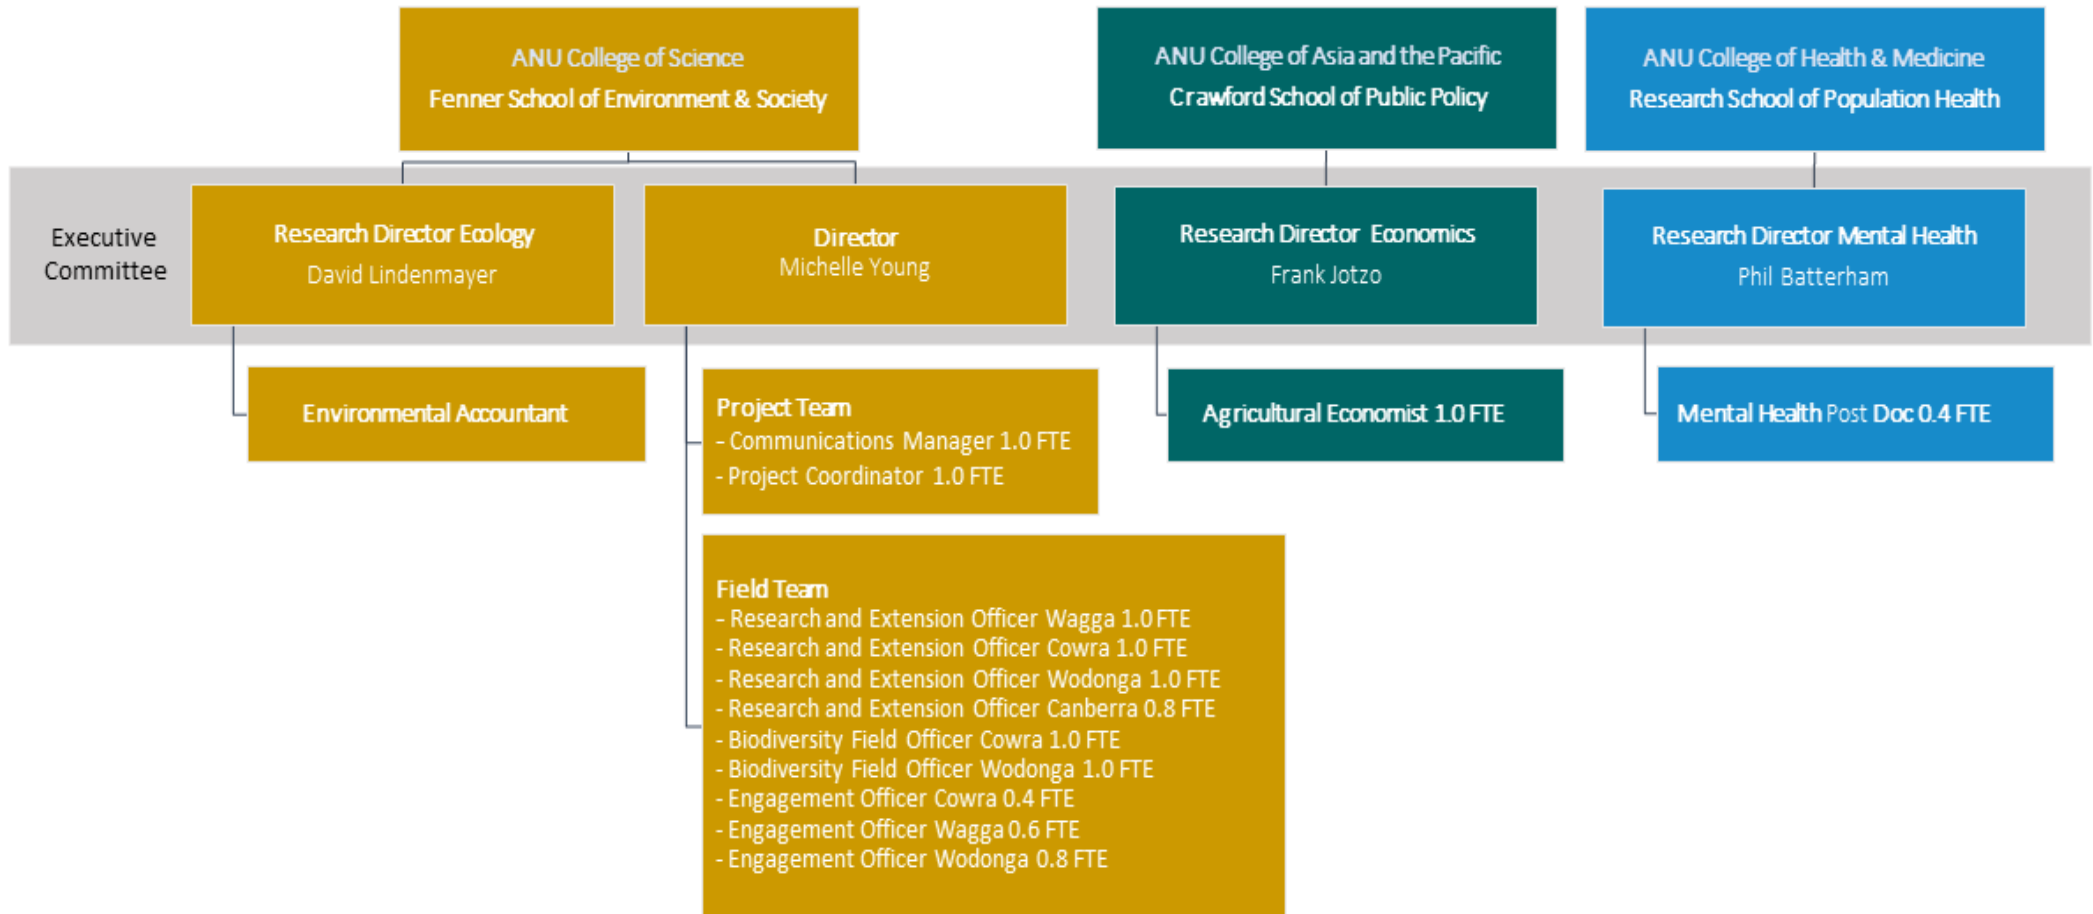 ANU College of Science
Fenner School of Environment & Society
ANU College of Asia and the Pacific
Crawford School of Public Policy
ANU College of Health & Medicine
Research School of Population Health
Executive
Committee
Research Director Ecology
David Lindenmayer
Director
Michelle Young
Research Director Economics
Frank Jotzo
Research Director Mental Health
Phil Batterham
Environmental Accountant
Project Team
- Communications Manager 1.0 FTE
- Project Coordinator 1.0 FTE
Agricultural Economist 1.0 FTE
Mental Health Post Doc 0.4 FTE
Field Team
- Research and Extension Officer Wagga 1.0 FTE
- Research and Extension Officer Cowra 1.0 FTE
- Research and Extension Officer Wodonga 1.0 FTE
- Research and Extension Officer Canberra 0.8 FTE
- Biodiversity Field Officer Cowra 1.0 FTE
- Biodiversity Field Officer Wodonga 1.0 FTE
- Engagement Officer Cowra 0.4 FTE
- Engagement Officer Wagga 0.6 FTE
- Engagement Officer Wodonga 0.8 FTE